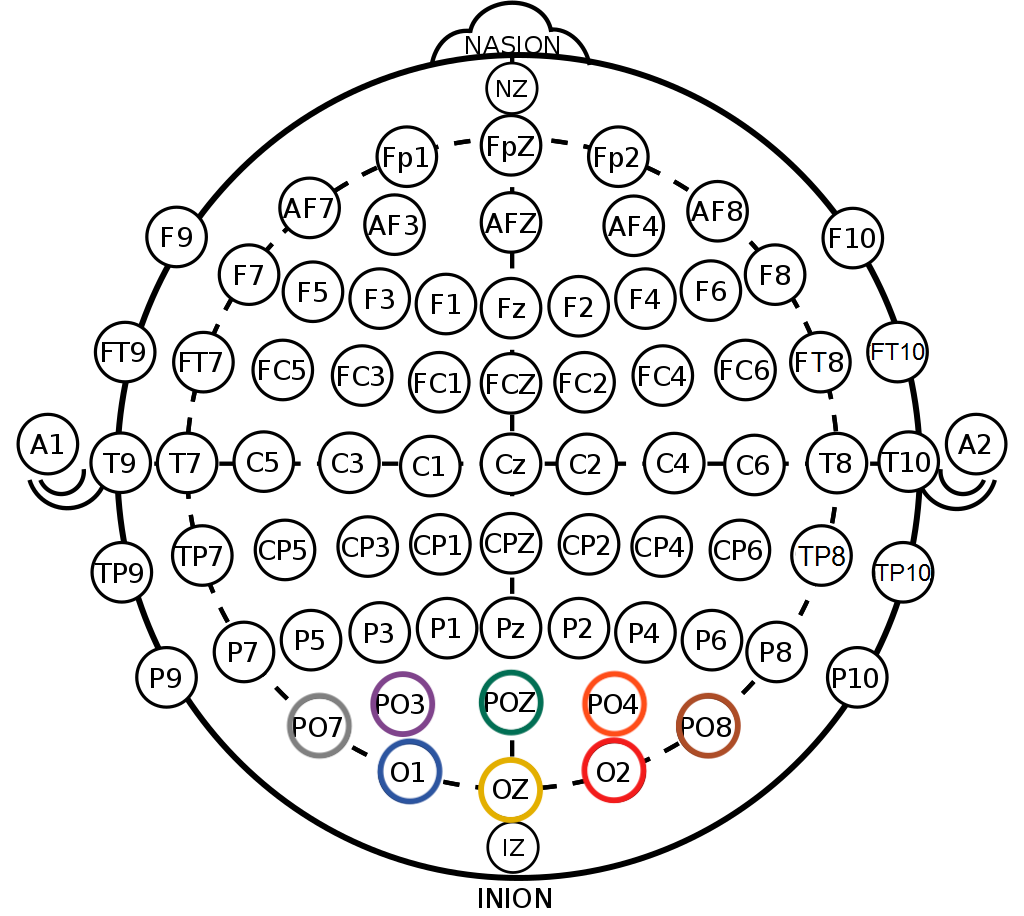 NASION
NZ
Fp1 FpZ Fp2
AF7 AF3 AFZ AF4 AF8
F9 F10
F7 F5 F3 F1 Fz F2 F4 F6 F8
FT9 FT7 FC5 FC3 FC1 FCZ FC2 FC4 FC6 FT8 FT10
A1 A2
T9 T7 C5 C3 C1 Cz C2 C4 C6 T8 T10
TP9 TP7 CP5 CP3 CP1 CPZ CP2 CP4 CP6 TP8 TP10
P7 P5 P3 P1 Pz P2 P4 P6 P8
P9 P10
PO7 PO3 POZ PO4 PO8
O1 OZ O2
IZ
INION